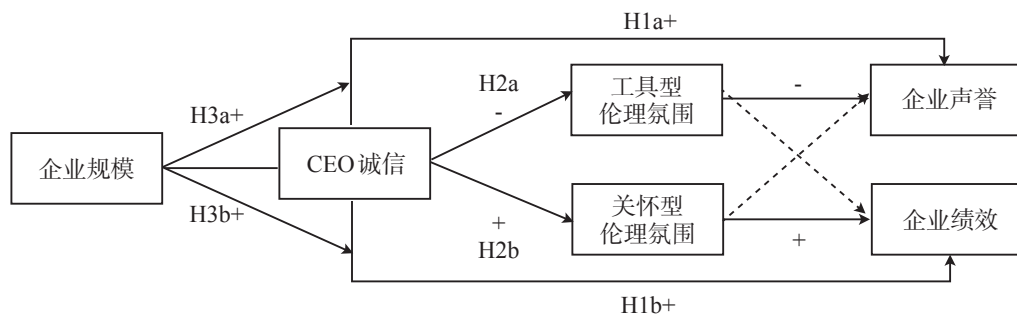 H1a+
H2a
-
工具型
伦理氛围
-
企业声誉
H3a+
企业规模
CEO诚信
H3b+
+
H2b
关怀型
伦理氛围
+
企业绩效
H1b+